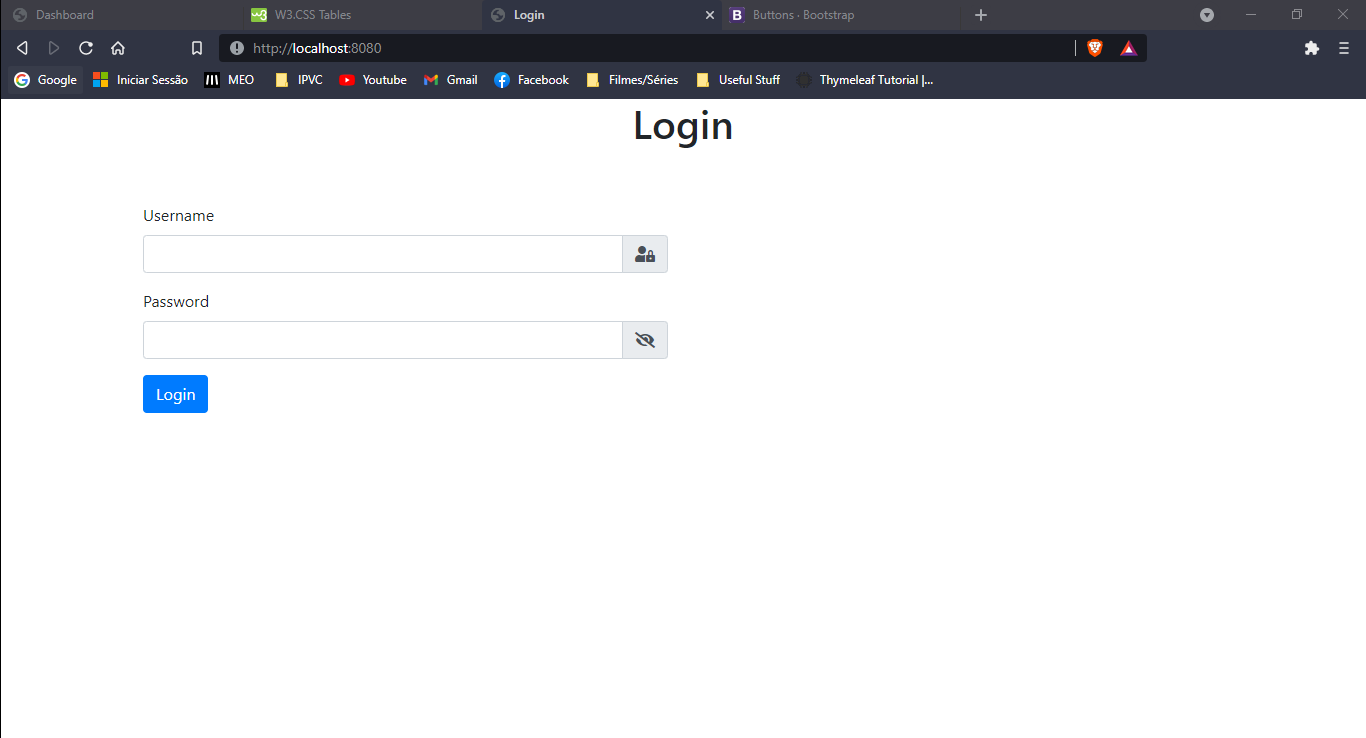 Dashboard W3.CSS Tables Login Buttons · Bootstrap
http://localhost:8080
Google Iniciar Sessão MEO IPVC Youtube Gmail Facebook Filmes/Séries Useful Stuff Thymeleaf Tutorial |...
Login
Username
Password
Login